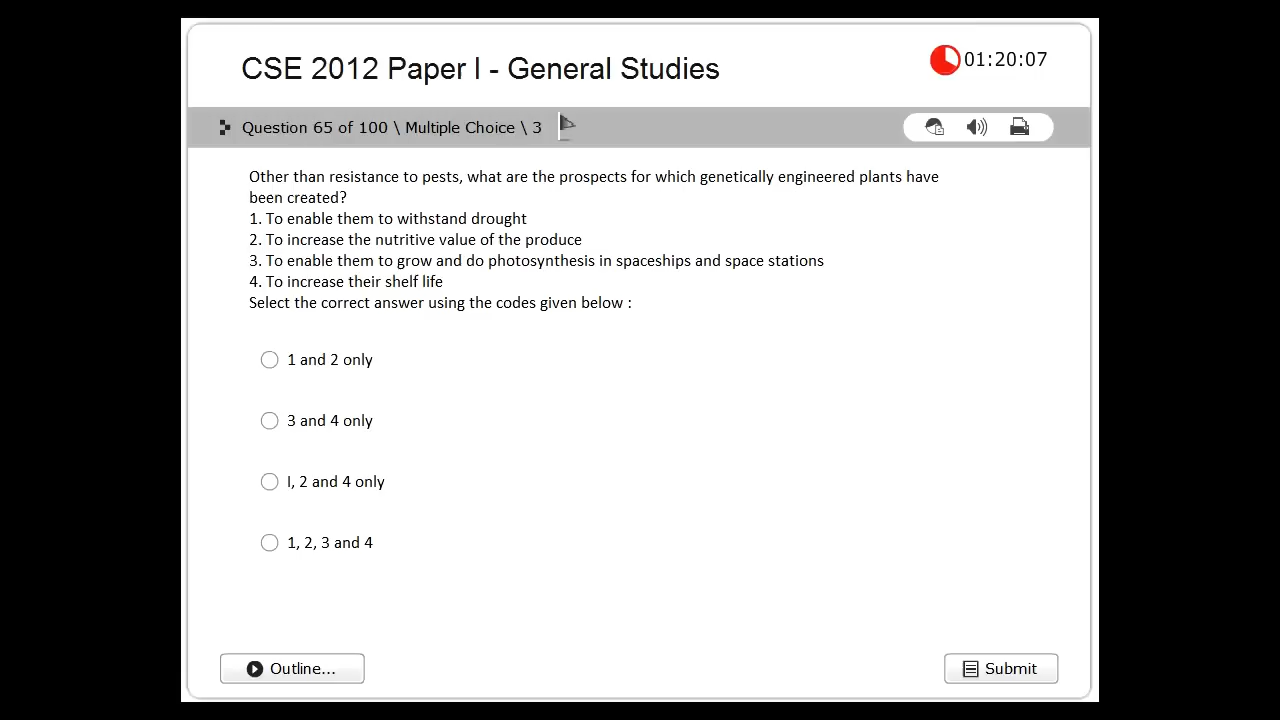 CSE 2012 Paper I - General Studies
01:20:07
Question 65 of 100 \ Multiple Choice \ 3
Other than resistance to pests, what are the prospects for which genetically engineered plants have
been created?
1. To enable them to withstand drought
2. To increase the nutritive value of the produce
3. To enable them to grow and do photosynthesis in spaceships and space stations
4. To increase their shelf life
Select the correct answer using the codes given below :
1 and 2 only
3 and 4 only
I, 2 and 4 only
1, 2, 3 and 4
Outline...
Submit